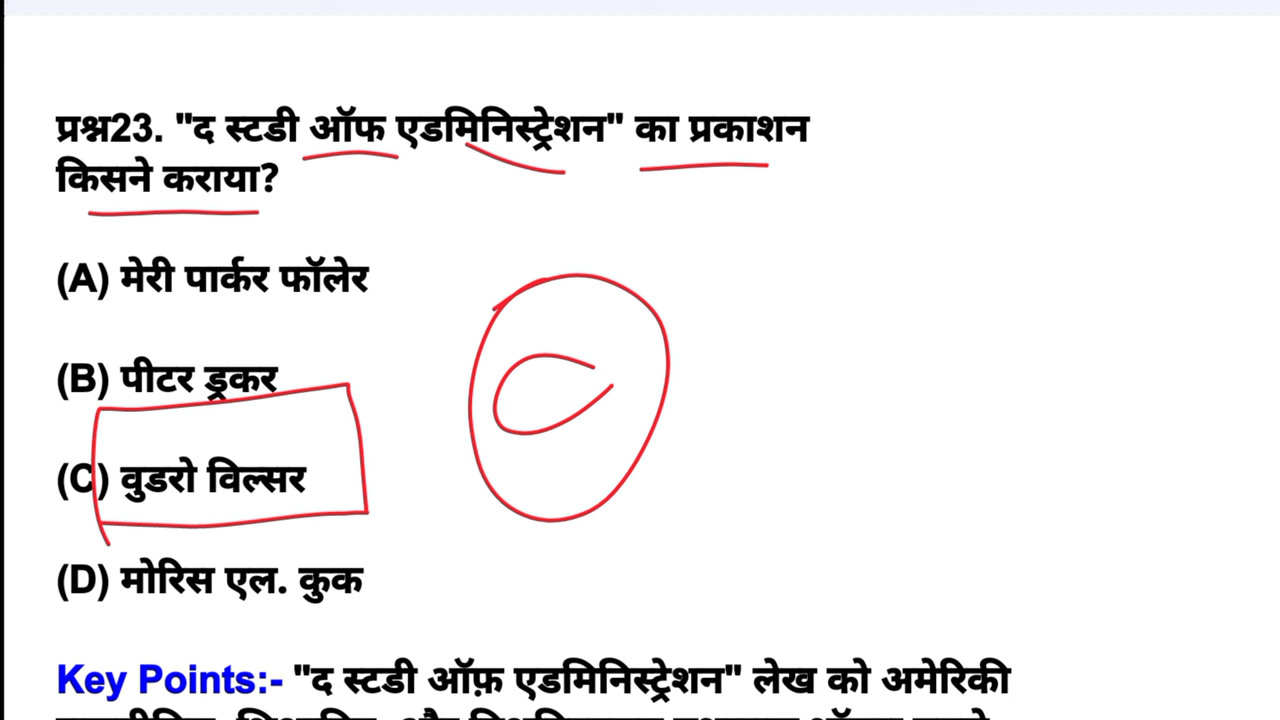 प्रश्न23. "द स्टडी ऑफ एडमिनिस्ट्रेशन" का प्रकाशन
किसने कराया?
(A) मेरी पार्कर फॉलेर
(B) पीटर ड्रकर
(C) वुडरो विल्सर
(D) मोरिस एल. कुक
Key Points:- "द स्टडी ऑफ़ एडमिनिस्ट्रेशन" लेख को अमेरिकी